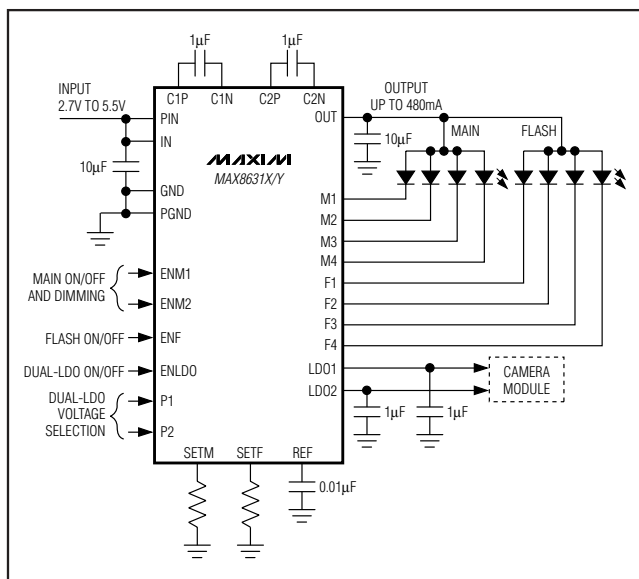 1μF
1μF
INPUT
2.7V TO 5.5V
C1P
C1N
C2P
C2N
OUTPUT
UP TO 480mA
PIN
OUT
IN
10μF
MAIN
FLASH
10μF
MAXIM
MAX8631X/Y
GND
PGND
M1
M2
M3
M4
MAIN ON/OFF
AND DIMMING
ENM1
ENM2
F1
F2
FLASH ON/OFF
ENF
F3
F4
DUAL-LDO ON/OFF
ENLDO
LDO1
LDO2
CAMERA
MODULE
DUAL-LDO
VOLTAGE
SELECTION
P1
P2
1μF
1μF
SETM
SETF
REF
0.01μF